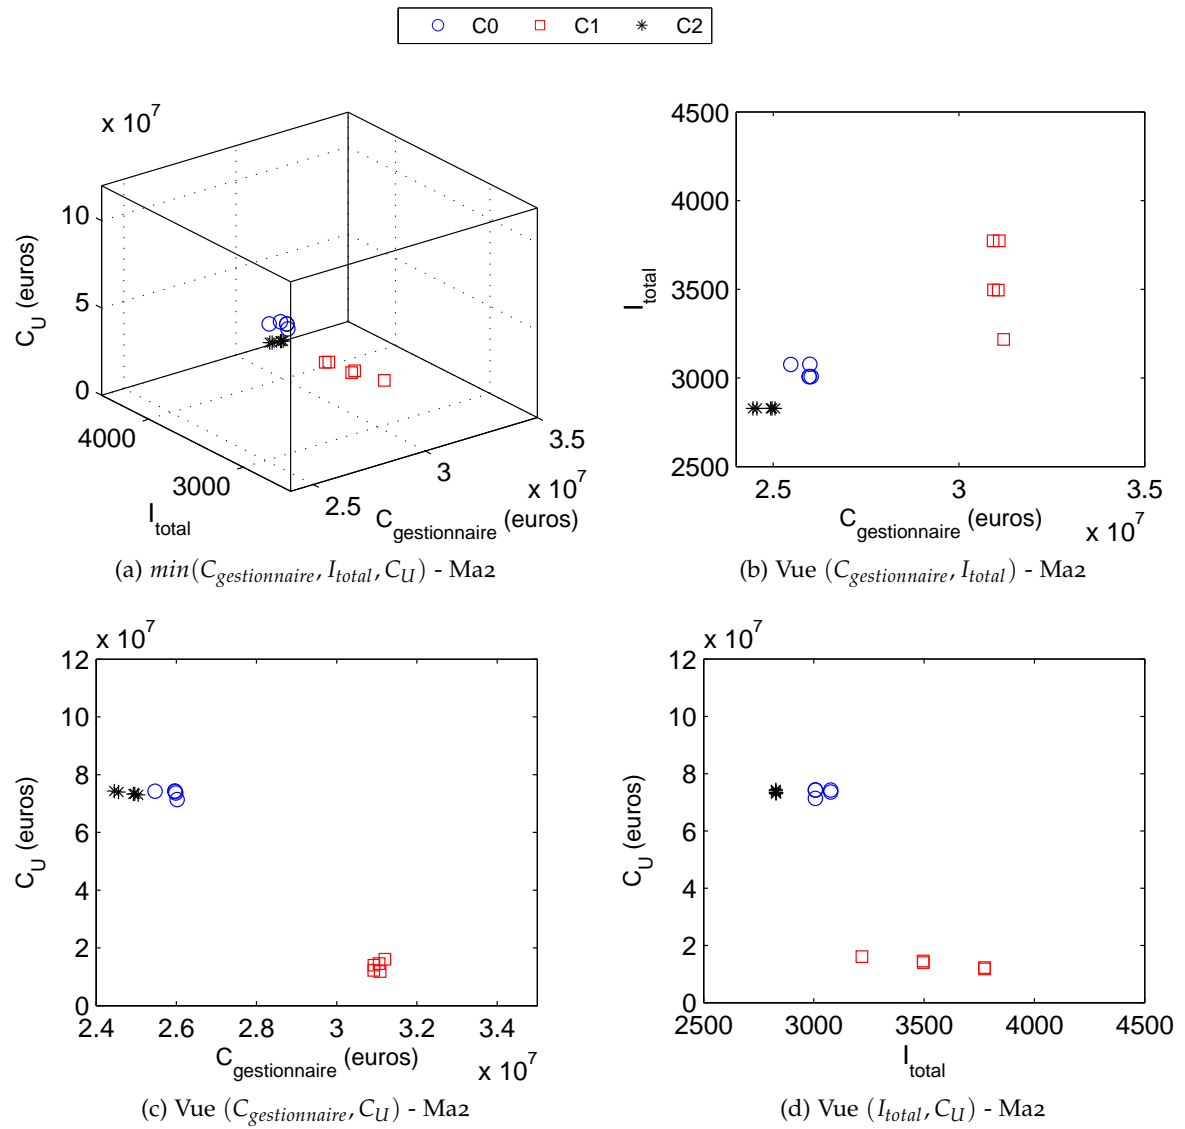 C0 C1 C2
x 10^7
10
5
0
C_U (euros)
4000
3000
I_total
2.5
3
3.5
x 10^7
C_gestionnaire (euros)
(a) min(C_gestionnaire, I_total, C_U) - Ma2
4500
4000
3500
3000
2500
I_total
2.5 3 3.5
C_gestionnaire (euros)
x 10^7
(b) Vue (C_gestionnaire, I_total) - Ma2
x 10^7
12
10
8
6
4
2
0
C_U (euros)
2.4 2.6 2.8 3 3.2 3.4
C_gestionnaire (euros)
x 10^7
(c) Vue (C_gestionnaire, C_U) - Ma2
x 10^7
12
10
8
6
4
2
0
C_U (euros)
2500 3000 3500 4000 4500
I_total
(d) Vue (I_total, C_U) - Ma2